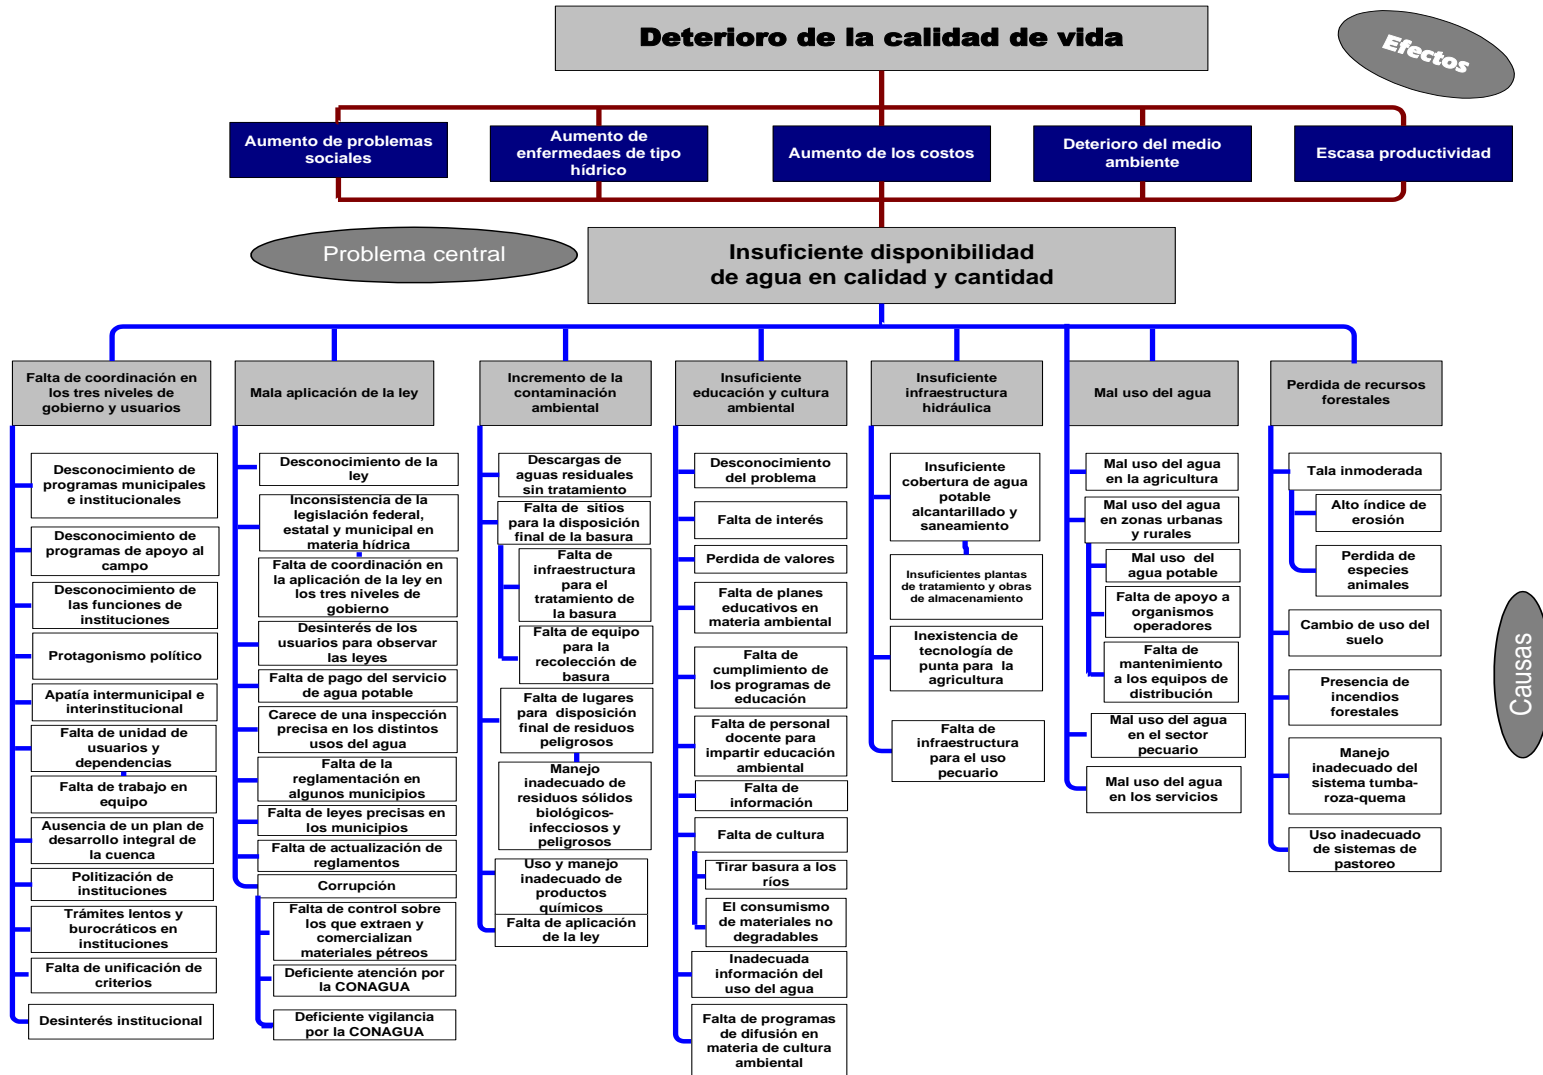 Deterioro de la calidad de vida
Efectos
Aumento de problemas
sociales
Aumento de
enfermedaes de tipo
hídrico
Aumento de los costos
Deterioro del medio
ambiente
Escasa productividad
Problema central
Insuficiente disponibilidad
de agua en calidad y cantidad
Falta de coordinación en
los tres niveles de
gobierno y usuarios
Mala aplicación de la ley
Incremento de la
contaminación
ambiental
Insuficiente
educación y cultura
ambiental
Insuficiente
infraestructura
hidráulica
Mal uso del agua
Perdida de recursos
forestales
Desconocimiento de
programas municipales
e institucionales
Desconocimiento de
programas de apoyo al
campo
Desconocimiento de
las funciones de
instituciones
Protagonismo político
Apatía intermunicipal e
interinstitucional
Falta de unidad de
usuarios y
dependencias
Falta de trabajo en
equipo
Ausencia de un plan de
desarrollo integral de
la cuenca
Politización de
instituciones
Trámites lentos y
burocráticos en
instituciones
Falta de unificación de
criterios
Desinterés institucional
Desconocimiento de la
ley
Inconsistencia de la
legislación federal,
estatal y municipal en
materia hídrica
Falta de coordinación en
la aplicación de la ley en
los tres niveles de
gobierno
Desinterés de los
usuarios para observar
las leyes
Falta de pago del servicio
de agua potable
Carece de una inspección
precisa en los distintos
usos del agua
Falta de la
reglamentación en
algunos municipios
Falta de leyes precisas en
los municipios
Falta de actualización de
reglamentos
Corrupción
Falta de control sobre
los que extraen y
comercializan
materiales pétreos
Deficiente atención por
la CONAGUA
Deficiente vigilancia
por la CONAGUA
Descargas de
aguas residuales
sin tratamiento
Falta de sitios
para la disposición
final de la basura
Falta de
infraestructura
para el
tratamiento de
la basura
Falta de equipo
para la
recolección de
basura
Falta de lugares
para disposición
final de residuos
peligrosos
Manejo
inadecuado de
residuos sólidos
biológicos-
infecciosos y
peligrosos
Uso y manejo
inadecuado de
productos
químicos
Falta de aplicación
de la ley
Desconocimiento
del problema
Falta de interés
Perdida de valores
Falta de planes
educativos en
materia ambiental
Falta de
cumplimiento de
los programas de
educación
Falta de personal
docente para
impartir educación
ambiental
Falta de
información
Falta de cultura
Tirar basura a los
ríos
El consumismo
de materiales no
degradables
Inadecuada
información del
uso del agua
Falta de programas
de difusión en
materia de cultura
ambiental
Insuficiente
cobertura de agua
potable
alcantarillado y
saneamiento
Insuficientes plantas
de tratamiento y obras
de almacenamiento
Inexistencia de
tecnología de
punta para la
agricultura
Falta de
infraestructura
para el uso
pecuario
Mal uso del agua
en la agricultura
Mal uso del agua
en zonas urbanas
y rurales
Mal uso del
agua potable
Falta de apoyo a
organismos
operadores
Falta de
mantenimiento
a los equipos de
distribución
Mal uso del agua
en el sector
pecuario
Mal uso del agua
en los servicios
Tala inmoderada
Alto índice de
erosión
Perdida de
especies
animales
Cambio de uso del
suelo
Presencia de
incendios
forestales
Manejo
inadecuado del
sistema tumba-
roza-quema
Uso inadecuado
de sistemas de
pastoreo
Causas